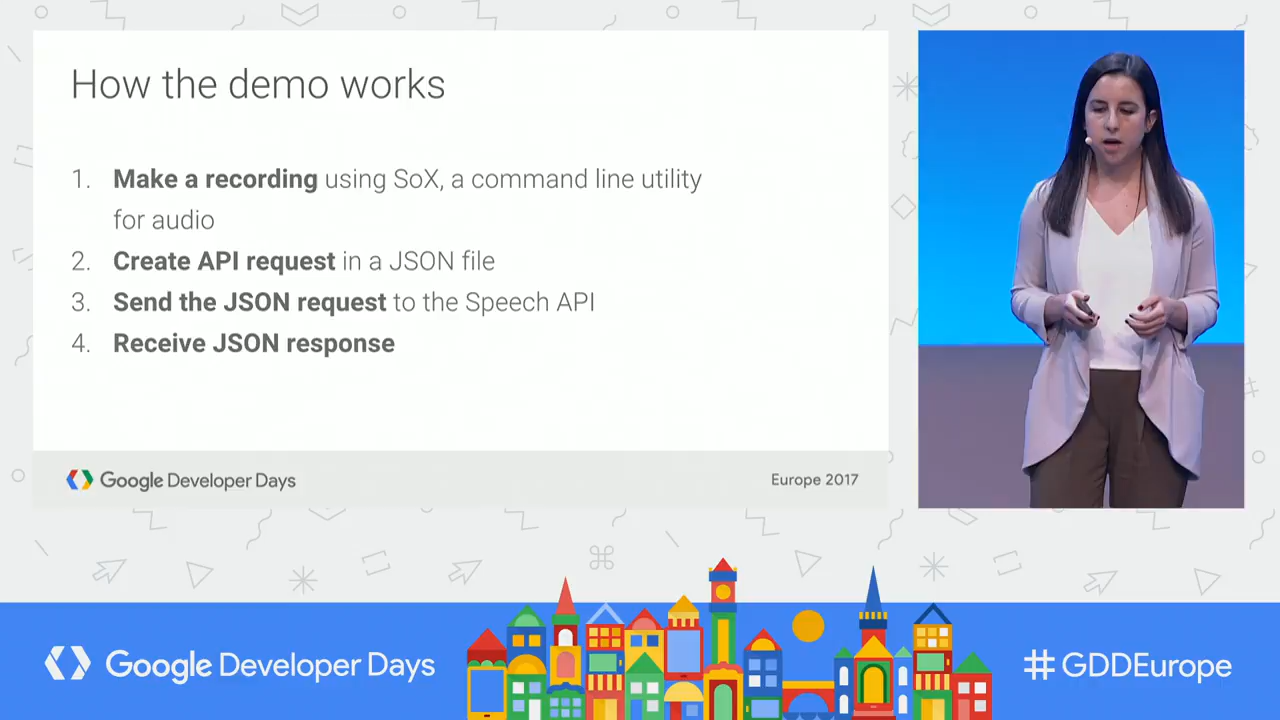 How the demo works
1. Make a recording using SoX, a command line utility
for audio
2. Create API request in a JSON file
3. Send the JSON request to the Speech API
4. Receive JSON response
Google Developer Days
Europe 2017
Google Developer Days
#GDDEurope